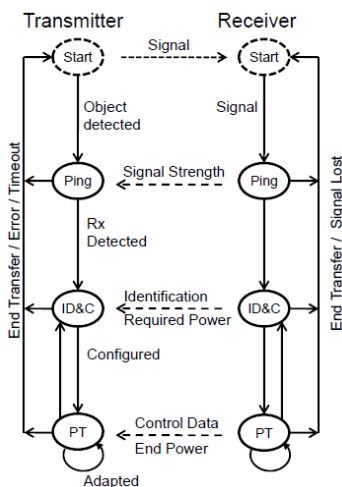 Transmitter Receiver
Start Signal Start
Object
detected
Signal
Ping Signal Strength Ping
Rx
Detected
ID&C Identification ID&C
Required Power
Configured
PT Control Data PT
End Power
Adapted
End Transfer / Error / Timeout
End Transfer / Signal Lost